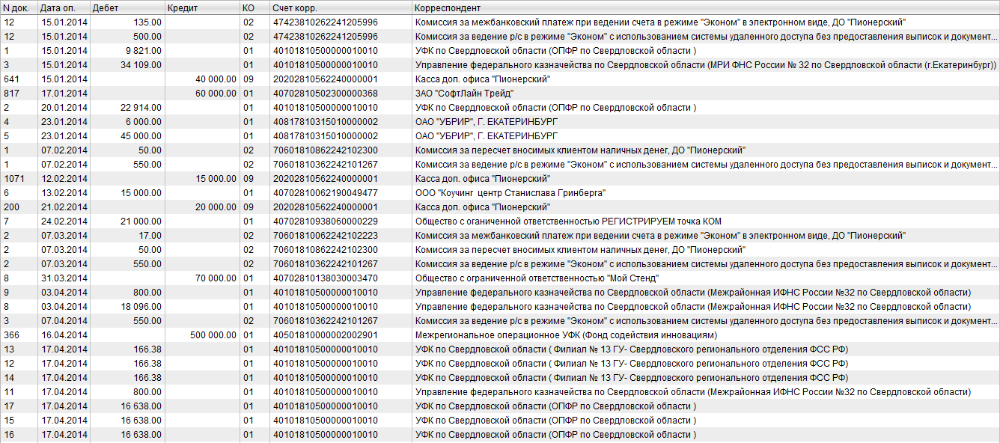 N док. Дата оп. Дебет Кредит КО Счет корр. Корреспондент
12 15.01.2014 135.00 02 47423810262241205996 Комиссия за межбанковский платеж при ведении счета в режиме "Эконом" в электронном виде, ДО "Пионерский"
12 15.01.2014 500.00 02 47423810262241205996 Комиссия за ведение р/с в режиме "Эконом" с использованием системы удаленного доступа без предоставления выписок и документ...
1 15.01.2014 9 821.00 01 40101810500000010010 УФК по Свердловской области (ОПФР по Свердловской области )
3 15.01.2014 34 109.00 01 40101810500000010010 Управление федерального казначейства по Свердловской области (МРИ ФНС России № 32 по Свердловской области (г.Екатеринбург))
641 15.01.2014 40 000.00 09 20202810562240000001 Касса доп. офиса "Пионерский"
817 17.01.2014 60 000.00 01 40702810502300000368 ЗАО "СофтЛайн Трейд"
2 20.01.2014 22 914.00 01 40101810500000010010 УФК по Свердловской области (ОПФР по Свердловской области )
4 23.01.2014 6 000.00 01 40817810315010000002 ОАО "УБРИР", Г. ЕКАТЕРИНБУРГ
5 23.01.2014 45 000.00 01 40817810315010000002 ОАО "УБРИР", Г. ЕКАТЕРИНБУРГ
1 07.02.2014 50.00 02 70601810862242102300 Комиссия за пересчет вносимых клиентом наличных денег, ДО "Пионерский"
1 07.02.2014 550.00 02 70601810362242101267 Комиссия за ведение р/с в режиме "Эконом" с использованием системы удаленного доступа без предоставления выписок и документ...
1071 12.02.2014 15 000.00 09 20202810562240000001 Касса доп. офиса "Пионерский"
6 13.02.2014 15 000.00 01 40702810062190049477 ООО "Коучинг центр Станислава Гринберга"
200 21.02.2014 20 000.00 09 20202810562240000001 Касса доп. офиса "Пионерский"
7 24.02.2014 21 000.00 01 40702810938060000229 Общество с оганиченной ответственностью РЕГИСТРИРУЕМ точка КОМ
2 07.03.2014 17.00 02 70601810062242102223 Комиссия за межбанковский платеж при ведении счета в режиме "Эконом" в электронном виде, ДО "Пионерский"
2 07.03.2014 50.00 02 70601810862242102300 Комиссия за пересчет вносимых клиентом наличных денег, ДО "Пионерский"
2 07.03.2014 550.00 02 70601810362242101267 Комиссия за ведение р/с в режиме "Эконом" с использованием системы удаленного доступа без предоставления выписок и документ...
8 31.03.2014 70 000.00 01 40702810138030003470 Общество с ограниченной ответственностью "Мой Стенд"
9 03.04.2014 800.00 01 40101810500000010010 Управление федерального казначейства по Свердловской области (Межрайонная ИФНС России №32 по Свердловской области)
8 03.04.2014 18 096.00 01 40101810500000010010 Управление федерального казначейства по Свердловской области (Межрайонная ИФНС России №32 по Свердловской области)
3 07.04.2014 550.00 02 70601810362242101267 Комиссия за ведение р/с в режиме "Эконом" с использованием системы удаленного доступа без предоставления выписок и документ...
366 16.04.2014 500 000.00 01 40501810000002002901 Межрегиональное операционное УФК (Фонд содействия инновациям)
13 17.04.2014 166.38 01 40101810500000010010 УФК по Свердловской области ( Филиал № 13 ГУ- Свердловского регионального отделения ФСС РФ)
12 17.04.2014 166.38 01 40101810500000010010 УФК по Свердловской области ( Филиал № 13 ГУ- Свердловского регионального отделения ФСС РФ)
14 17.04.2014 166.38 01 40101810500000010010 УФК по Свердловской области ( Филиал № 13 ГУ- Свердловского регионального отделения ФСС РФ)
11 17.04.2014 800.00 01 40101810500000010010 Управление федерального казначейства по Свердловской области (Межрайонная ИФНС России №32 по Свердловской области)
17 17.04.2014 16 638.00 01 40101810500000010010 УФК по Свердловской области (ОПФР по Свердловской области )
15 17.04.2014 16 638.00 01 40101810500000010010 УФК по Свердловской области (ОПФР по Свердловской области )
16 17.04.2014 16 638.00 01 40101810500000010010 УФК по Свердловской области (ОПФР по Свердловской области )